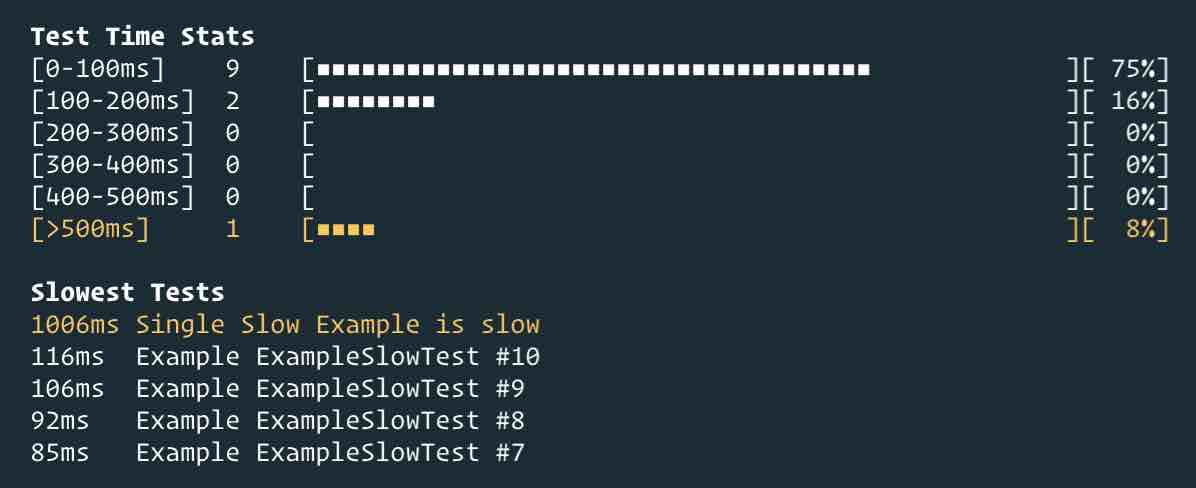 Test Time Stats
[0-100ms]    9    [■■■■■■■■■■■■■■■■■■■■■■■■■■■■■■■■■■■■■             ][ 75%]
[100-200ms]  2    [■■■■■■■■                                          ][ 16%]
[200-300ms]  0    [                                                  ][  0%]
[300-400ms]  0    [                                                  ][  0%]
[400-500ms]  0    [                                                  ][  0%]
[>500ms]     1    [■■■■                                              ][  8%]
Slowest Tests
1006ms Single Slow Example is slow
116ms  Example ExampleSlowTest #10
106ms  Example ExampleSlowTest #9
92ms   Example ExampleSlowTest #8
85ms   Example ExampleSlowTest #7